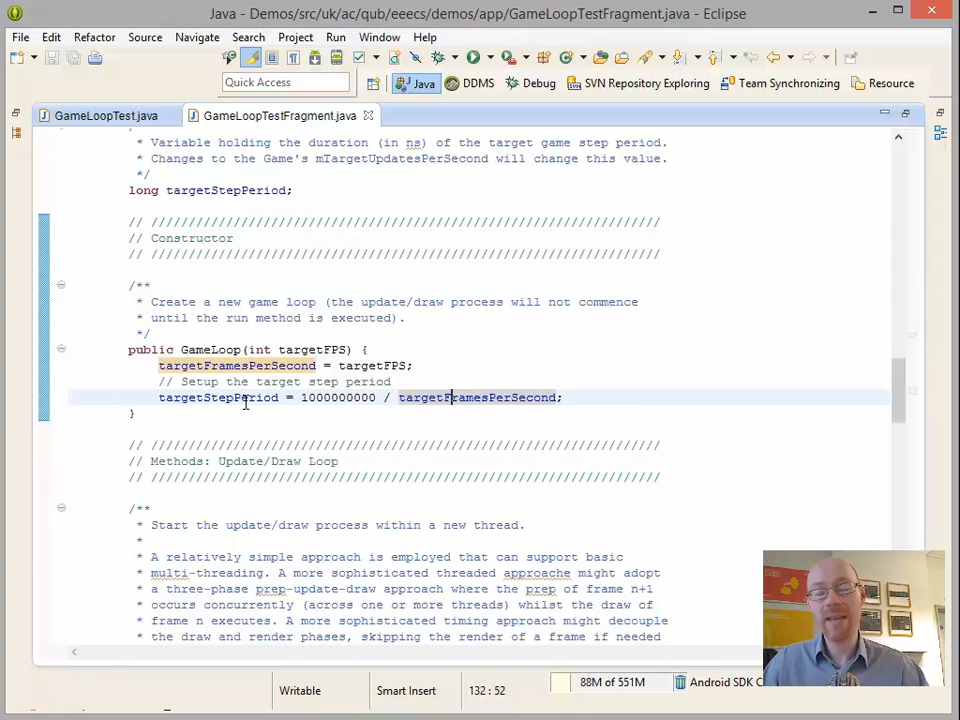 Java - Demos/src/uk/ac/qub/eeecs/demos/app/GameLoopTestFragment.java - Eclipse
File Edit Refactor Source Navigate Search Project Run Window Help
Quick Access Java DDMS Debug SVN Repository Exploring Team Synchronizing Resource
GameLoopTest.java GameLoopTestFragment.java
* Variable holding the duration (in ns) of the target game step period.
* Changes to the Game's mTargetUpdatesPerSecond will change this value.
*/
long targetStepPeriod;
// ////////////////////////////////////////////////////////////////////
// Constructor
// ////////////////////////////////////////////////////////////////////
/**
* Create a new game loop (the update/draw process will not commence
* until the run method is executed).
*/
public GameLoop(int targetFPS) {
targetFramesPerSecond = targetFPS;
// Setup the target step period
targetStepPeriod = 1000000000 / targetFramesPerSecond;
}
// ////////////////////////////////////////////////////////////////////
// Methods: Update/Draw Loop
// ////////////////////////////////////////////////////////////////////
/**
* Start the update/draw process within a new thread.
*
* A relatively simple approach is employed that can support basic
* multi-threading. A more sophisticated threaded approache might adopt
* a three-phase prep-update-draw approach where the prep of frame n+1
* occurs concurrently (across one or more threads) whilst the draw of
* frame n executes. A more sophisticated timing approach might decouple
* the draw and render phases, skipping the render of a frame if needed
Writable Smart Insert 132 : 52 88M of 551M Android SDK C